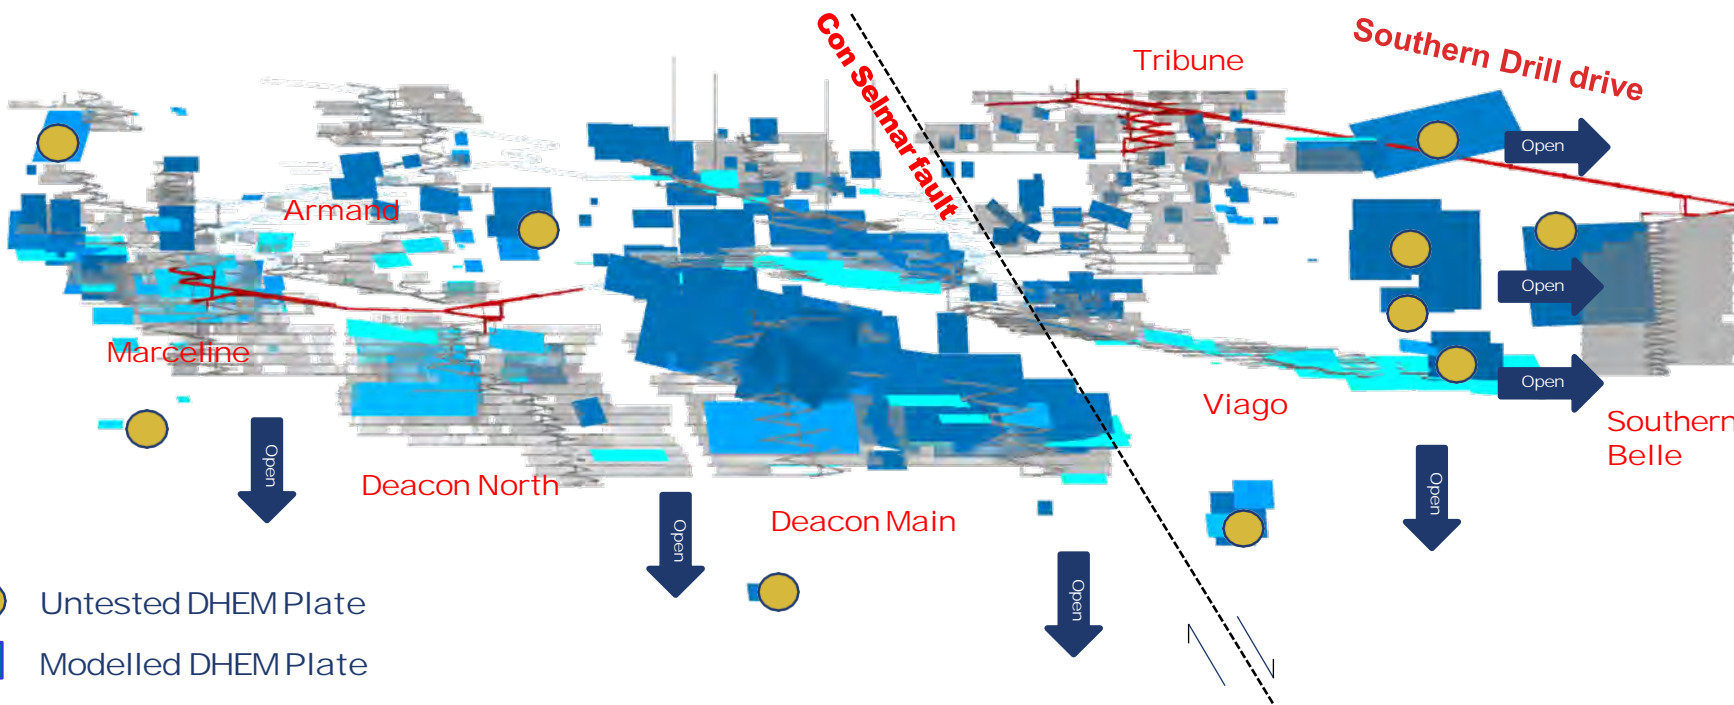 Con Selmar fault
Tribune
Southern Drill drive
Open
Armand
Open
Marceline
Open
Viago
Southern
Belle
Open
Deacon North
Open
Deacon Main
Open
Open
Untested DHEM Plate
Modelled DHEM Plate